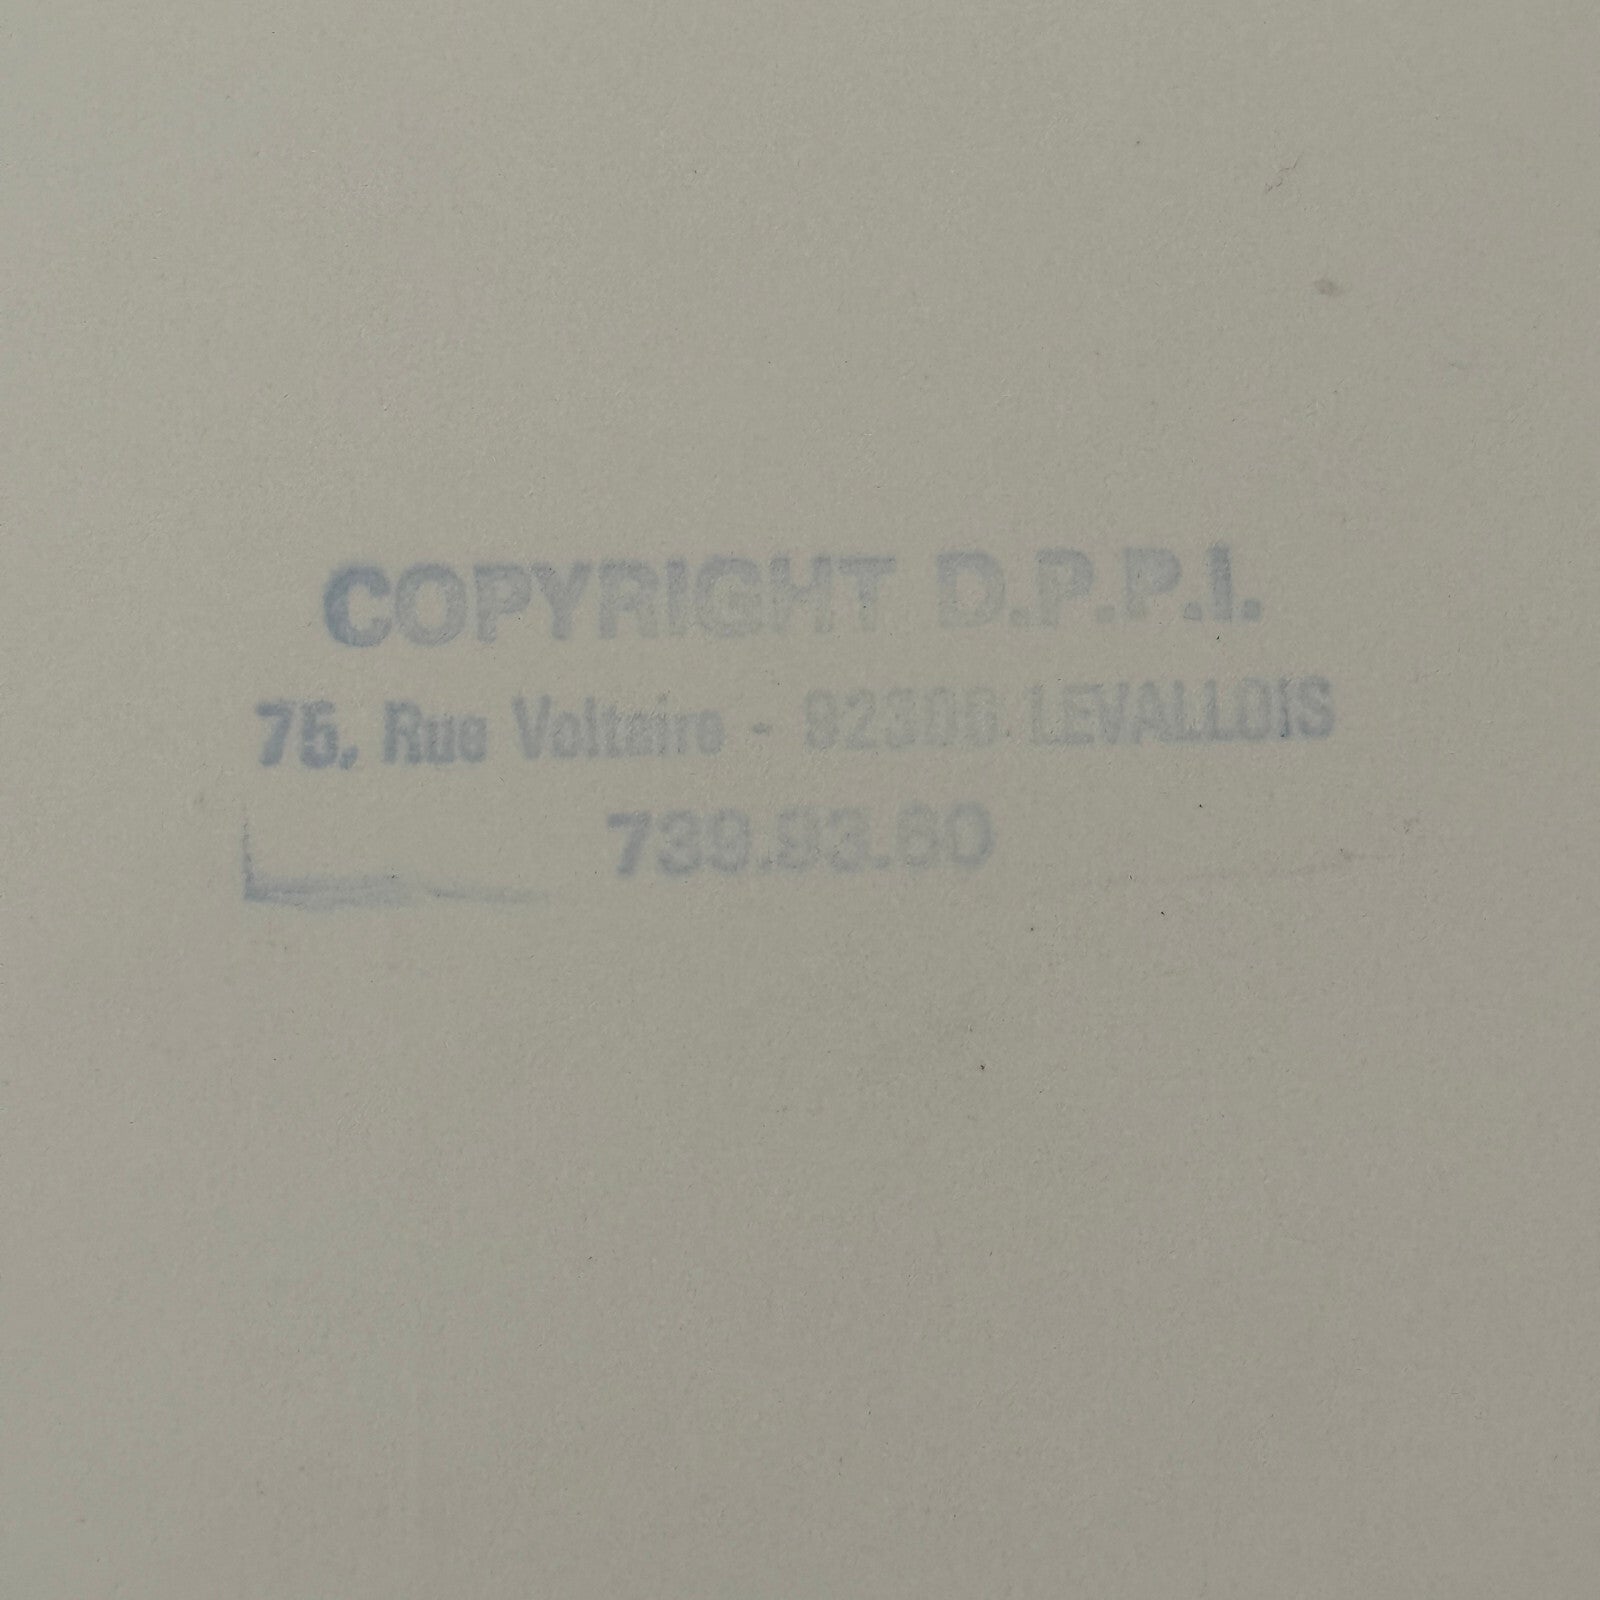 COPYRIGHT D.P.P.I.
75, Rue Voltaire - 92300 LEVALLOIS
739.93.60